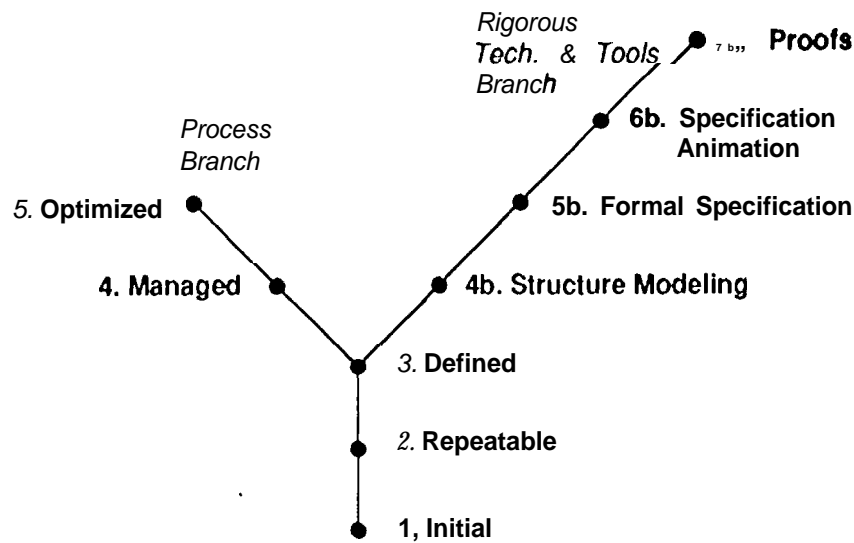 Rigorous
Tech. & Tools
Branch
7b„ Proofs
Process
Branch
6b. Specification
Animation
5. Optimized
5b. Formal Specification
4. Managed
4b. Structure Modeling
3. Defined
2. Repeatable
1, Initial